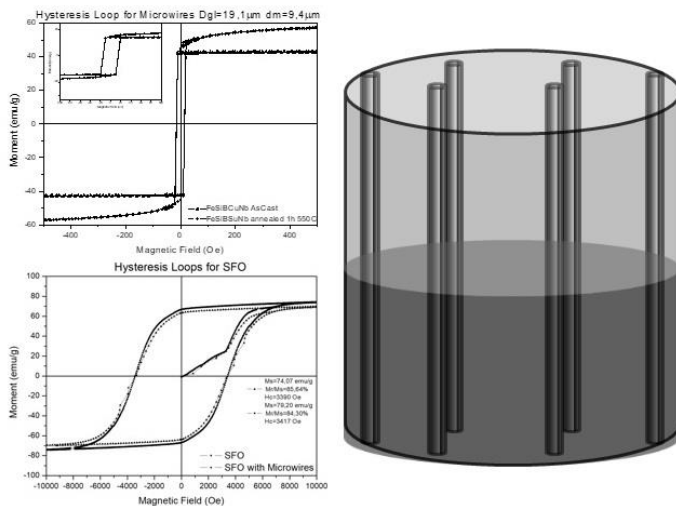 Hysteresis Loop for Microwires Dgl=19,1μm dm=9,4μm
60
40
20
0
-20
-40
-60
Moment (emu/g)
FeSiBCuNb AsCast
FeSiBSuNb annealed 1h 550C
-500
-400
-200
0
200
400
500
Magnetic Field (Oe)
Hysteresis Loops for SFO
100
80
60
40
20
0
-20
-40
-60
-80
-100
Moment (emu/g)
Ms=74,07 emu/g
Mr/Ms=85,64%
Hc=3390 Oe
Ms=79,20 emu/g
Mr/Ms=84,30%
Hc=3417 Oe
SFO
SFO with Microwires
-10000 -8000 -6000 -4000 -2000 0 2000 4000 6000 8000 10000
Magnetic Field (Oe)